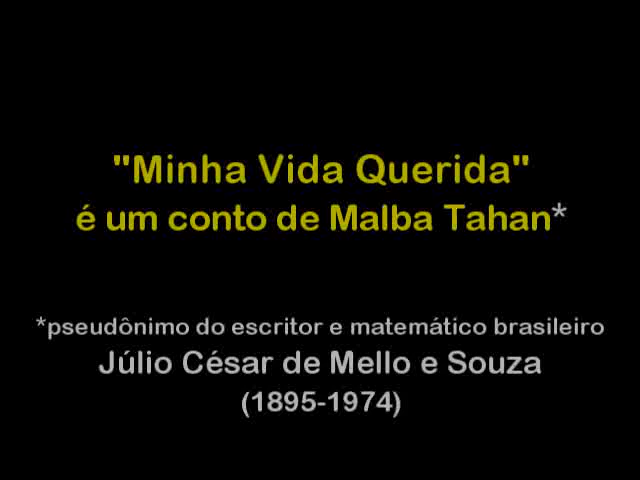 "Minha Vida Querida"
é um conto de Malba Tahan*
*pseudônimo do escritor e matemático brasileiro
Júlio César de Mello e Souza
(1895-1974)